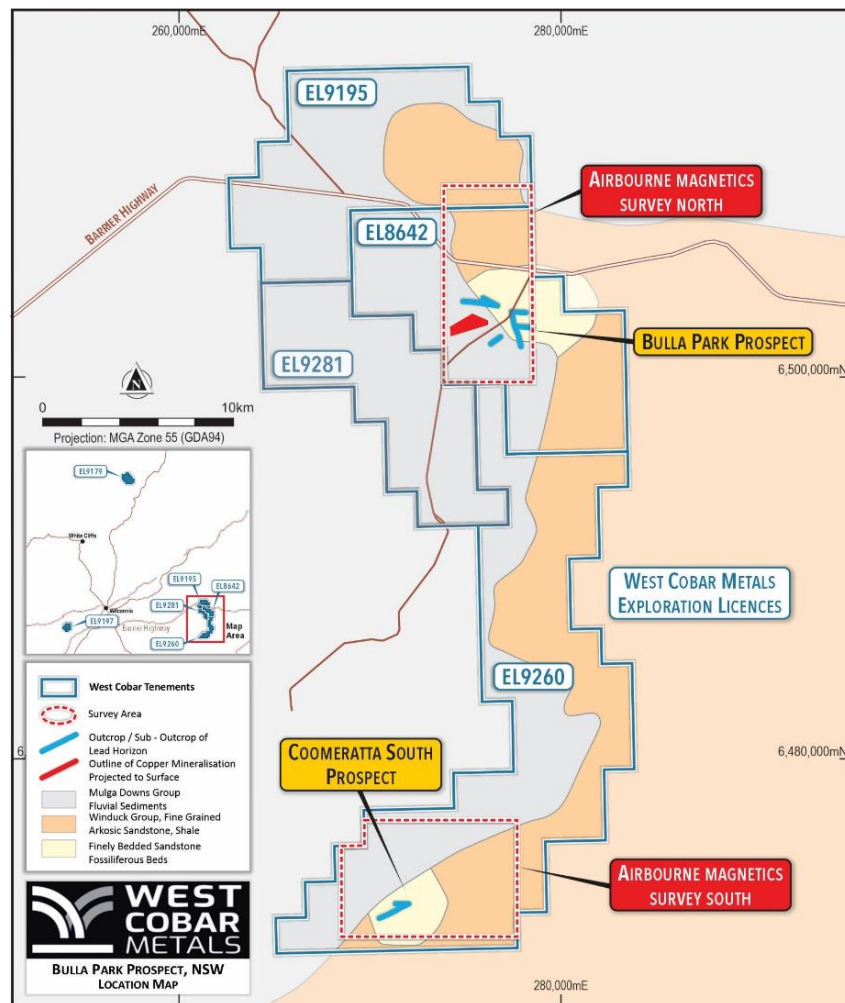 260,000mE
280,000mE
EL9195
BARRIER HIGHWAY
AIRBOURNE MAGNETICS
SURVEY NORTH
EL8642
BULLA PARK PROSPECT
EL9281
6,500,000mN
N
0
10km
Projection: MGA Zone 55 (GDA94)
EL9179
White Cliffs
EL9195
EL8642
EL9281
Wilcannia
EL9197
Barrier Highway
Map
Area
EL9260
WEST COBAR METALS
EXPLORATION LICENCES
EL9260
West Cobar Tenements
Survey Area
Outcrop / Sub - Outcrop of
Lead Horizon
Outline of Copper Mineralisation
Projected to Surface
Mulga Downs Group
Fluvial Sediments
Winduck Group, Fine Grained
Arkosic Sandstone, Shale
Finely Bedded Sandstone
Fossiliferous Beds
COOMERATTA SOUTH
PROSPECT
6,
6,480,000mN
AIRBOURNE MAGNETICS
SURVEY SOUTH
WEST
COBAR
METALS
BULLA PARK PROSPECT, NSW
LOCATION MAP
280,000mE